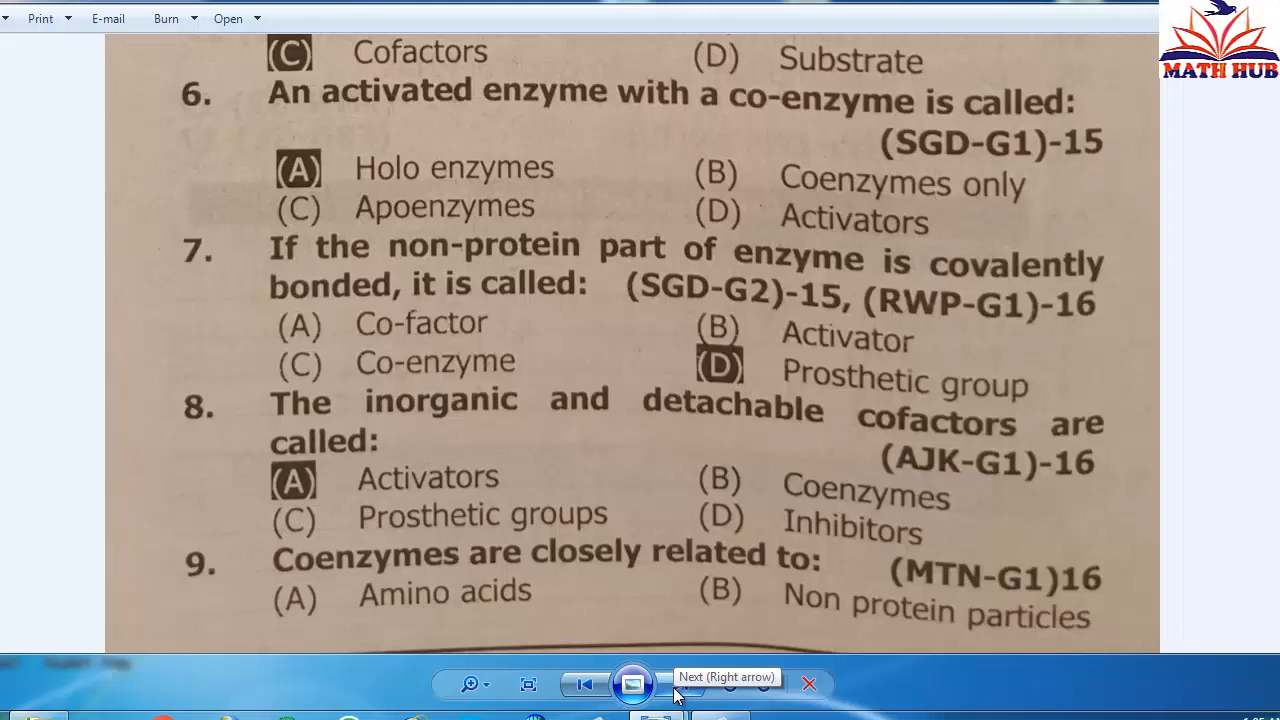 Print E-mail Burn Open
MATH HUB
(C) Cofactors (D) Substrate
6. An activated enzyme with a co-enzyme is called:
(SGD-G1)-15
(A) Holo enzymes (B) Coenzymes only
(C) Apoenzymes (D) Activators
7. If the non-protein part of enzyme is covalently
bonded, it is called: (SGD-G2)-15, (RWP-G1)-16
(A) Co-factor (B) Activator
(C) Co-enzyme (D) Prosthetic group
8. The inorganic and detachable cofactors are
called: (AJK-G1)-16
(A) Activators (B) Coenzymes
(C) Prosthetic groups (D) Inhibitors
9. Coenzymes are closely related to: (MTN-G1)16
(A) Amino acids (B) Non protein particles
Next (Right arrow)